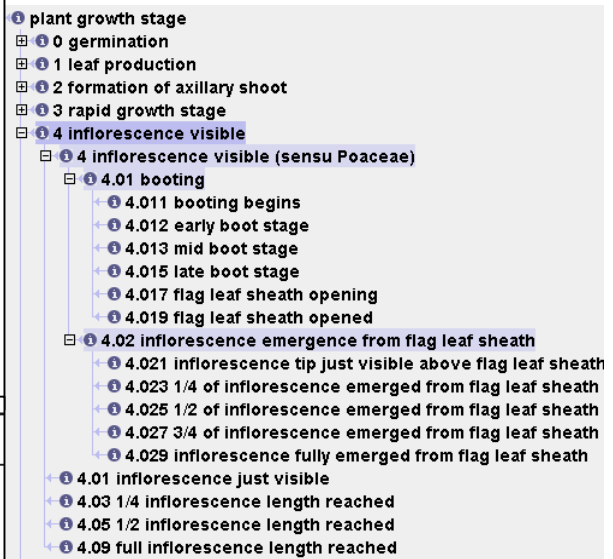 plant growth stage
0 germination
1 leaf production
2 formation of axillary shoot
3 rapid growth stage
4 inflorescence visible
4 inflorescence visible (sensu Poaceae)
4.01 booting
4.011 booting begins
4.012 early boot stage
4.013 mid boot stage
4.015 late boot stage
4.017 flag leaf sheath opening
4.019 flag leaf sheath opened
4.02 inflorescence emergence from flag leaf sheath
4.021 inflorescence tip just visible above flag leaf sheath
4.023 1/4 of inflorescence emerged from flag leaf sheath
4.025 1/2 of inflorescence emerged from flag leaf sheath
4.027 3/4 of inflorescence emerged from flag leaf sheath
4.029 inflorescence fully emerged from flag leaf sheath
4.01 inflorescence just visible
4.03 1/4 inflorescence length reached
4.05 1/2 inflorescence length reached
4.09 full inflorescence length reached